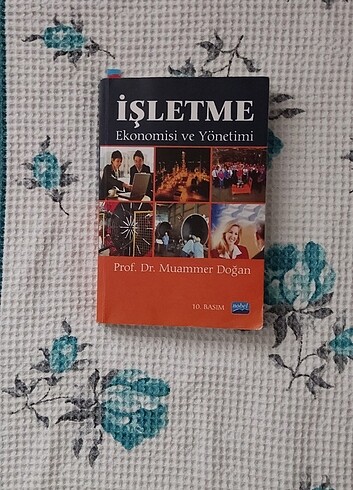 İŞLETME
Ekonomisi ve Yönetimi
Prof. Dr. Muammer Doğan
10. BASIM
nobel